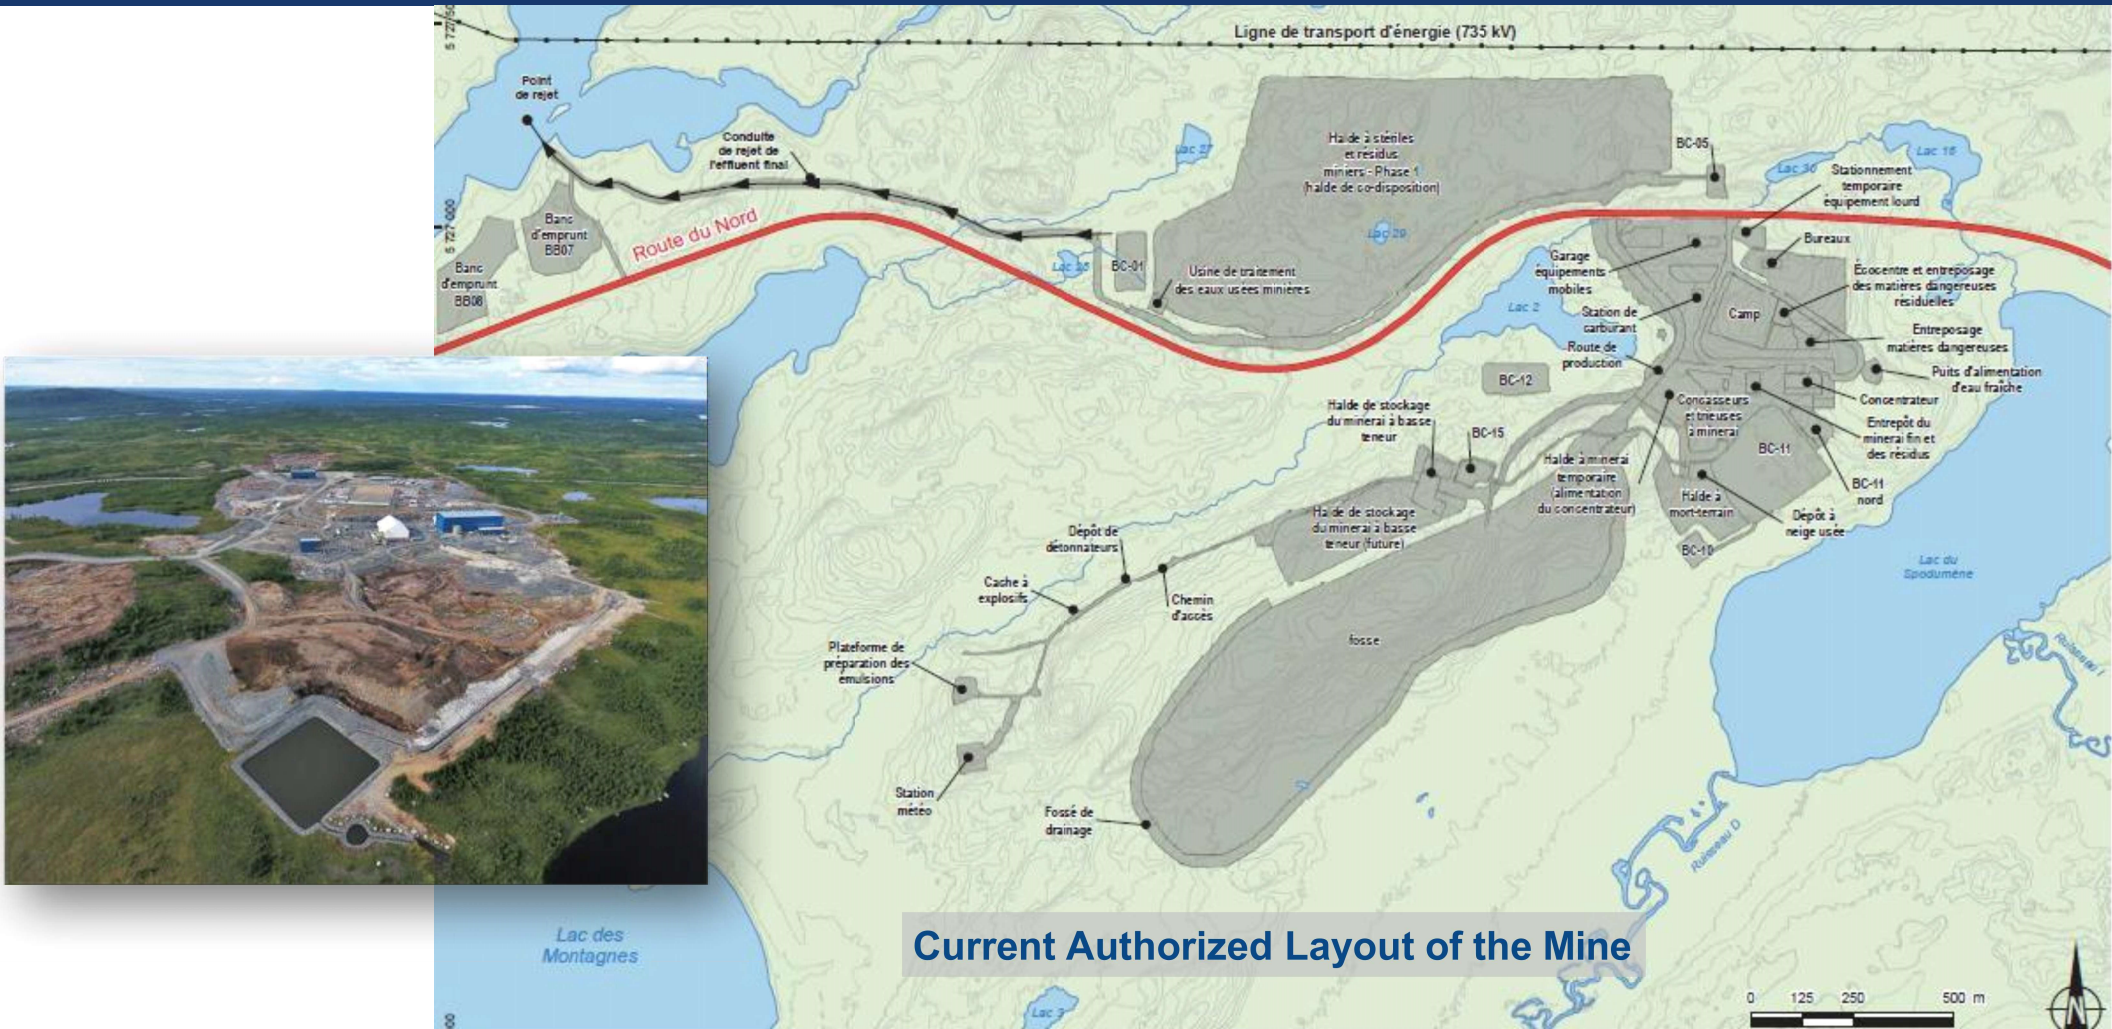 Ligne de transport d'énergie (735 kV)
Point
de rejet
Conduite
de rejet de
l'effluent final
Lac 27
Halde à stériles
et résidus
miniers - Phase 1
(halde de co-disposition)
BC-05
Lac 30
Lac 16
Stationnement
temporaire
équipement lourd
5 727 000
Banc
d'emprunt
BB07
Route du Nord
Lac 29
Bureaux
Banc
d'emprunt
BB08
BC-01
Usine de traitement
des eaux usées minières
Garage
équipements
mobiles
Écocentre et entreposage
des matières dangereuses
résiduelles
Lac 2
Station de
carburant
Camp
Entreposage
matières dangereuses
Route de
production
Puits d'alimentation
d'eau fraîche
BC-12
Concentrateur
Halde de stockage
du minerai à basse
teneur
BC-15
Concasseurs
et trieuses
à minerai
Entrepôt du
minerai fin et
des résidus
BC-11
BC-11
nord
Halde à minerai
temporaire
(alimentation
du concentrateur)
Halde à
mort-terrain
Dépôt à
neige usée
Halde de stockage
du minerai à basse
teneur (future)
BC-10
Dépôt de
détonnateurs
Lac du
Spodumène
Cache à
explosifs
Chemin
d'accès
fosse
Ruisseau I
Plateforme de
préparation des
émulsions
Station
météo
Fossé de
drainage
Ruisseau D
Lac des
Montagnes
Current Authorized Layout of the Mine
Lac 3
0 125 250 500 m
N